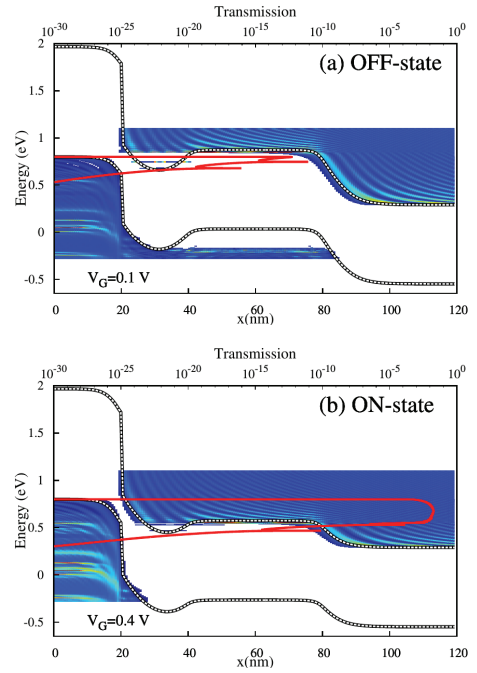 Transmission
10^-30 10^-25 10^-20 10^-15 10^-10 10^-5 10^0
(a) OFF-state
2
1.5
1
0.5
0
-0.5
Energy (eV)
V_G=0.1 V
0 20 40 60 80 100 120
x(nm)
Transmission
10^-30 10^-25 10^-20 10^-15 10^-10 10^-5 10^0
(b) ON-state
2
1.5
1
0.5
0
-0.5
Energy (eV)
V_G=0.4 V
0 20 40 60 80 100 120
x(nm)